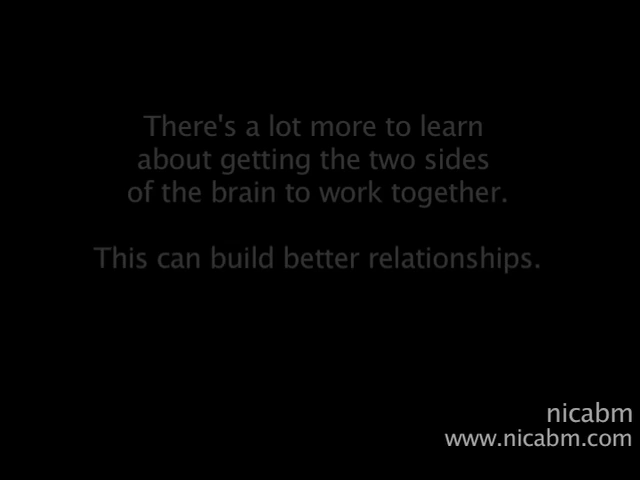 There's a lot more to learn
about getting the two sides
of the brain to work together.
This can build better relationships.
nicabm
www.nicabm.com